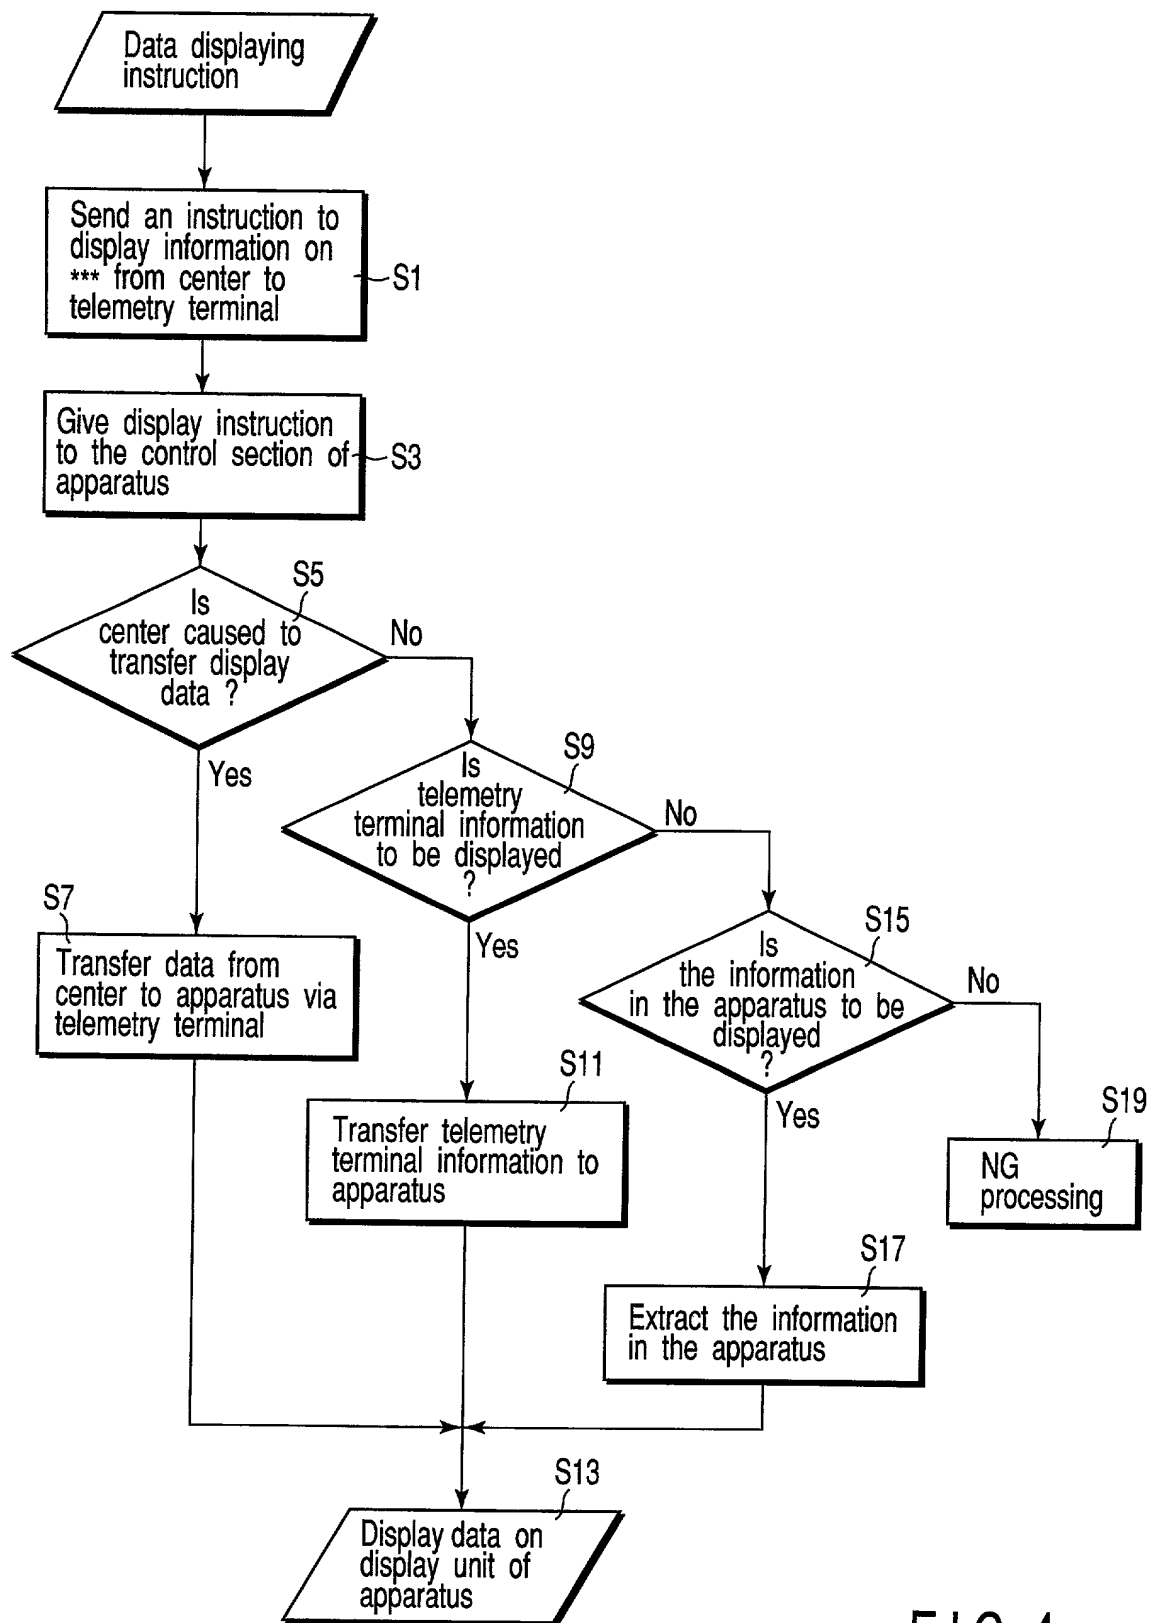 Data displaying
instruction
Send an instruction to
display information on
*** from center to
telemetry terminal
S1
Give display instruction
to the control section of
apparatus
S3
S5
Is
center caused to
transfer display
data ?
No
Yes
S9
Is
telemetry
terminal information
to be displayed
?
No
Yes
S7
Transfer data from
center to apparatus via
telemetry terminal
S15
Is
the information
in the apparatus to be
displayed
?
No
Yes
S11
Transfer telemetry
terminal information to
apparatus
S19
NG
processing
S17
Extract the information
in the apparatus
S13
Display data on
display unit of
apparatus